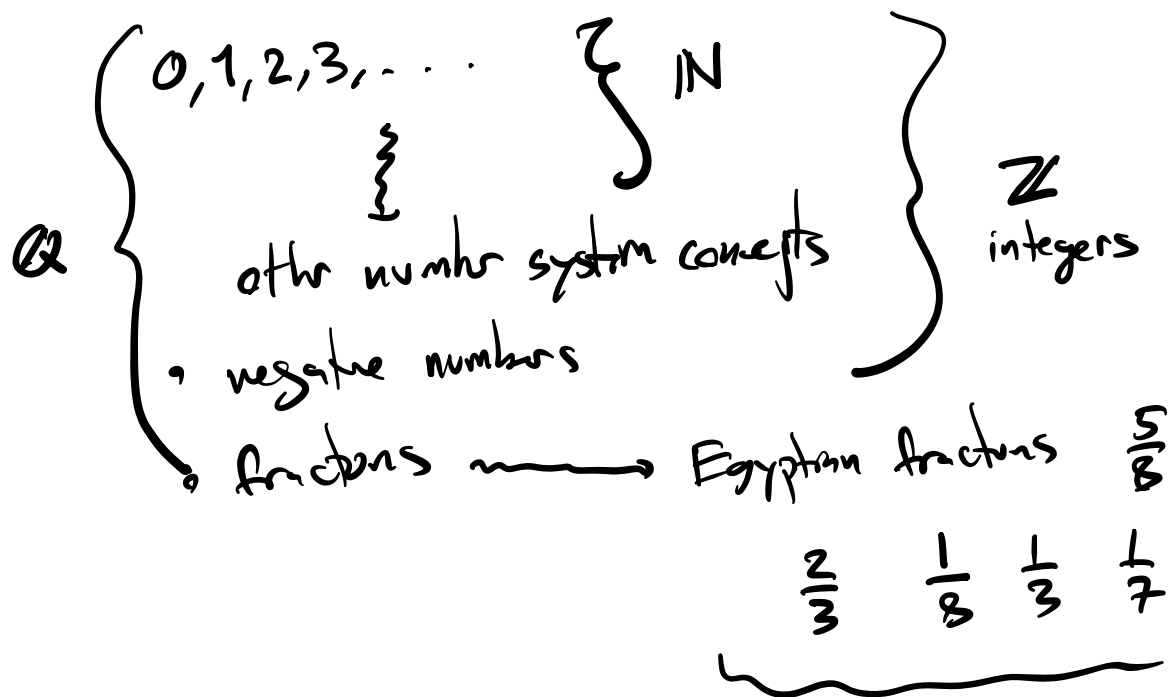 0, 1, 2, 3, . . . . } ℕ
ℤ
ℚ
othr numbr system concepts
integers
• negative numbers
• fractions → Egyptian fractions 5/8
2/3 1/8 1/3 1/7